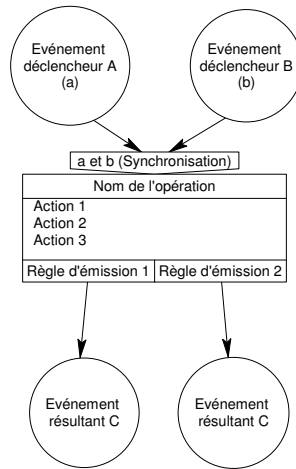 Evénement
déclencheur A
(a)
Evénement
déclencheur B
(b)
a et b (Synchronisation)
Nom de l'opération
Action 1
Action 2
Action 3
Règle d'émission 1
Règle d'émission 2
Evénement
résultant C
Evénement
résultant C